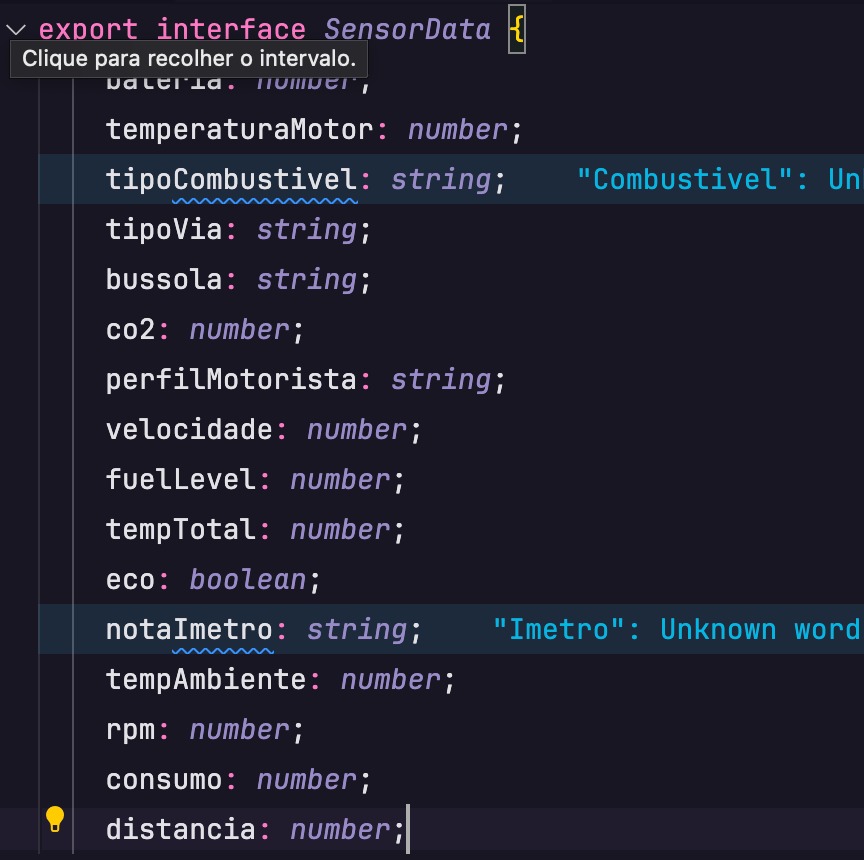 export interface SensorData {
Clique para recolher o intervalo.
bateria: number;
temperaturaMotor: number;
tipoCombustivel: string; "Combustivel": Un
tipoVia: string;
bussola: string;
co2: number;
perfilMotorista: string;
velocidade: number;
fuelLevel: number;
tempTotal: number;
eco: boolean;
notaImetro: string; "Imetro": Unknown word
tempAmbiente: number;
rpm: number;
consumo: number;
distancia: number;